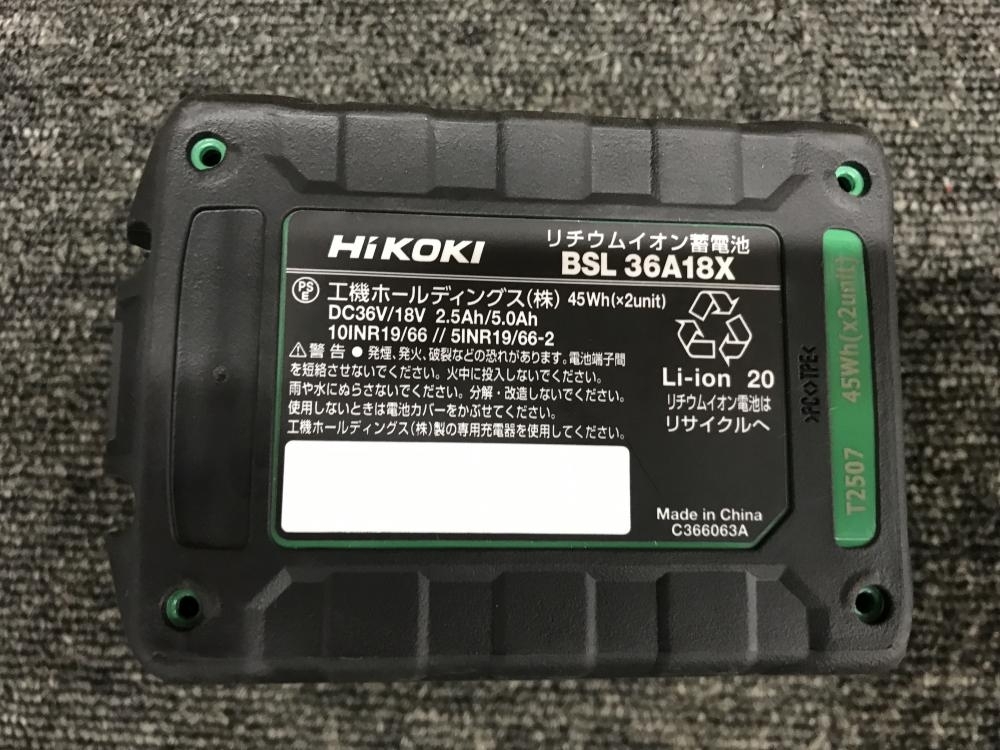 HiKOKI
リチウムイオン蓄電池
BSL 36A18X
PS
E
工機ホールディングス(株) 45Wh(×2unit)
DC36V/18V 2.5Ah/5.0Ah
10INR19/66 // 5INR19/66-2
⚠警告 ● 発煙、発火、破裂などの恐れがあります。電池端子間
を短絡させないでください。火中に投入しないでください。
雨や水にぬらさないでください。分解・改造しないでください。
使用しないときは電池カバーをかぶせてください。
工機ホールディングス(株)製の専用充電器を使用してください。
Li-ion 20
リチウムイオン電池は
リサイクルへ
Made in China
C366063A
>PC<>TPE<
T2507 45Wh(x2unit)